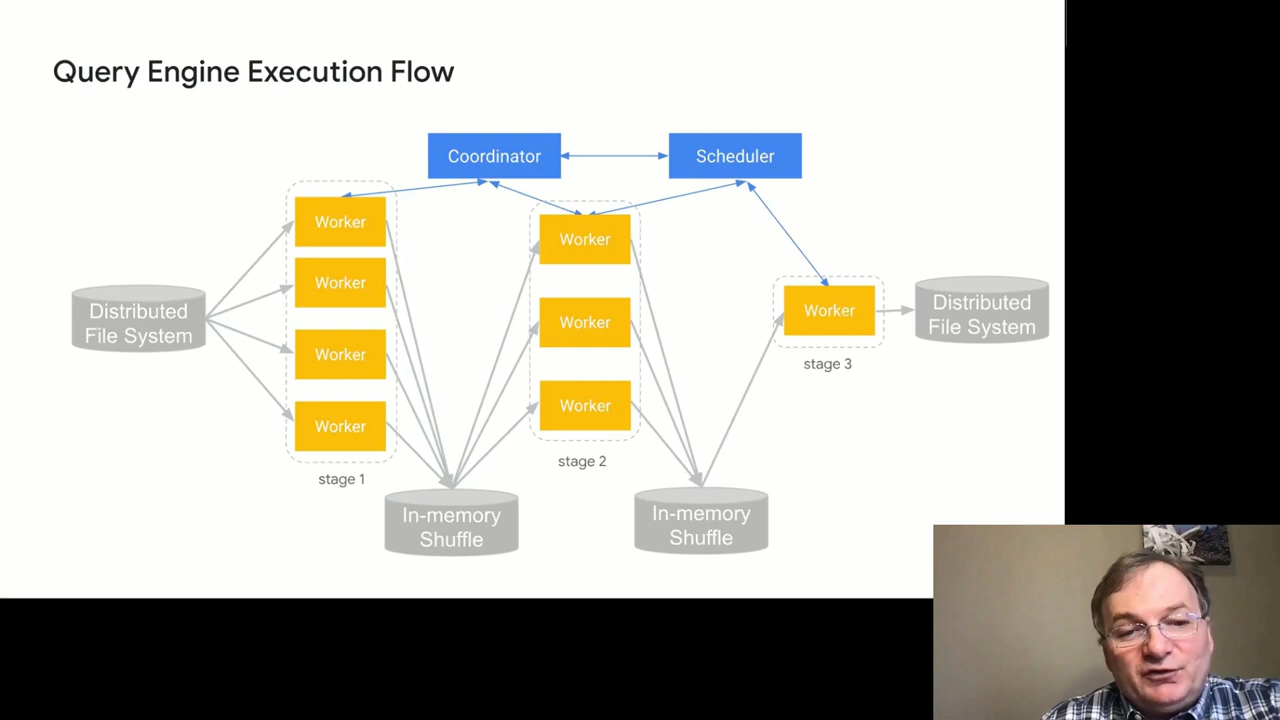 Query Engine Execution Flow
Coordinator
Scheduler
Worker
Worker
Worker
Worker
stage 1
Worker
Worker
Worker
stage 2
Worker
stage 3
Distributed
File System
Distributed
File System
In-memory
Shuffle
In-memory
Shuffle